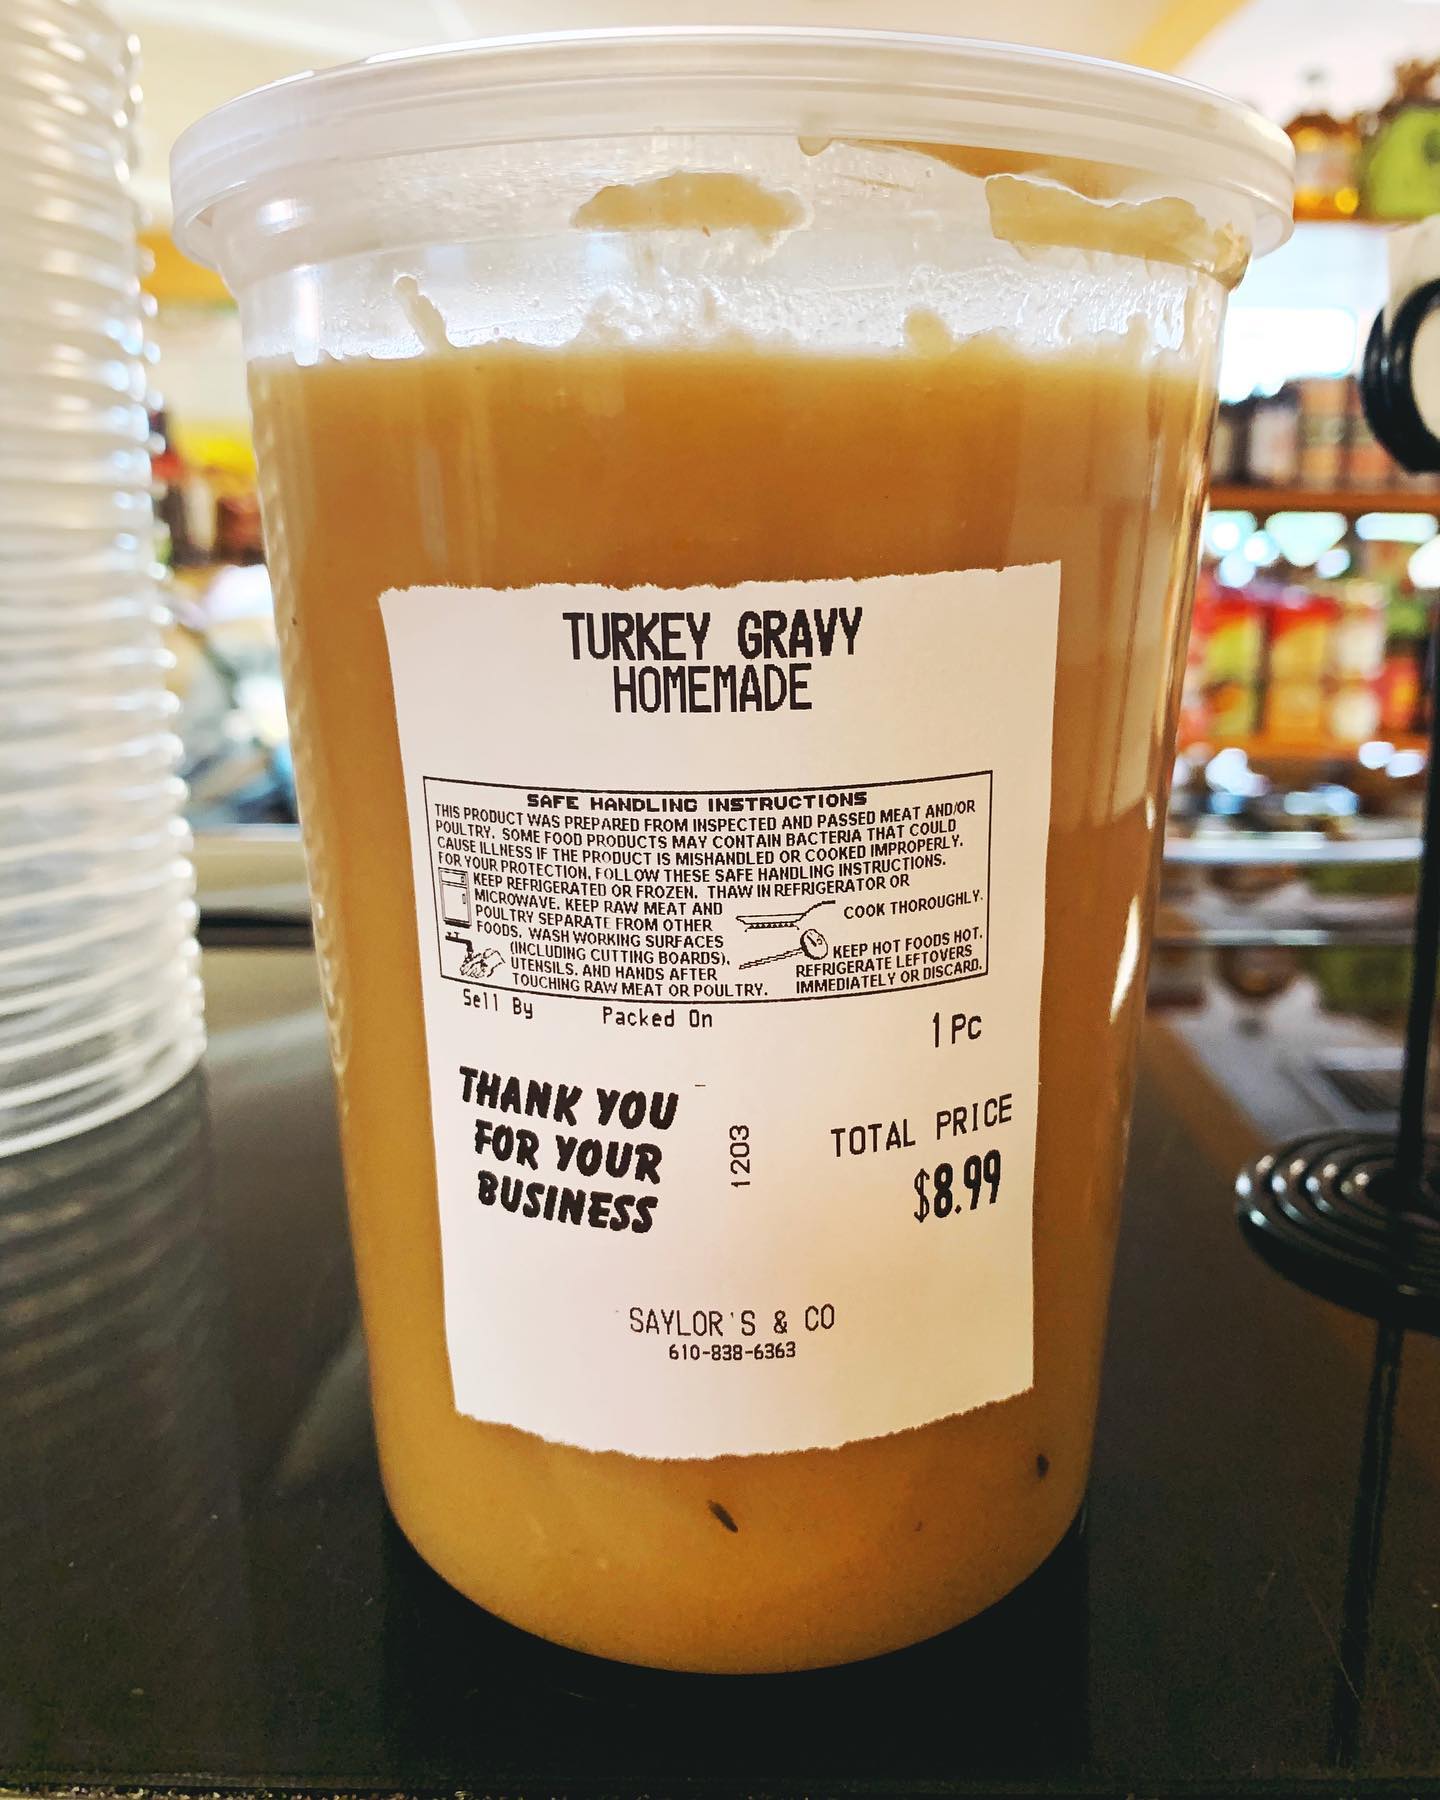 TURKEY GRAVY
HOMEMADE
SAFE HANDLING INSTRUCTIONS
THIS PRODUCT WAS PREPARED FROM INSPECTED AND PASSED MEAT AND/OR
POULTRY. SOME FOOD PRODUCTS MAY CONTAIN BACTERIA THAT COULD
CAUSE ILLNESS IF THE PRODUCT IS MISHANDLED OR COOKED IMPROPERLY.
FOR YOUR PROTECTION, FOLLOW THESE SAFE HANDLING INSTRUCTIONS.
KEEP REFRIGERATED OR FROZEN. THAW IN REFRIGERATOR OR
MICROWAVE. KEEP RAW MEAT AND
POULTRY SEPARATE FROM OTHER
FOODS. WASH WORKING SURFACES
(INCLUDING CUTTING BOARDS),
UTENSILS, AND HANDS AFTER
TOUCHING RAW MEAT OR POULTRY.
COOK THOROUGHLY.
KEEP HOT FOODS HOT.
REFRIGERATE LEFTOVERS
IMMEDIATELY OR DISCARD.
Sell By Packed On
1 Pc
THANK YOU
FOR YOUR
BUSINESS
1203
TOTAL PRICE
$8.99
SAYLOR'S & CO
610-838-6363